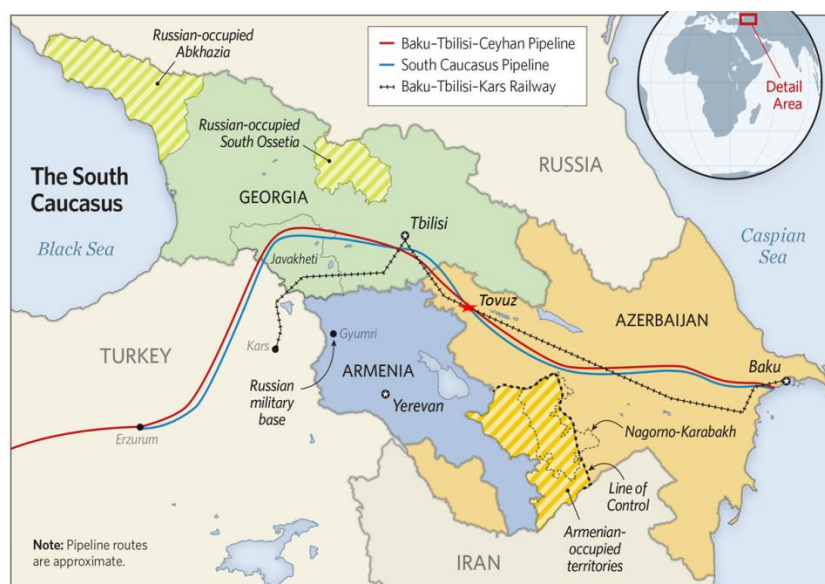 Russian-occupied
Abkhazia
Baku–Tbilisi–Ceyhan Pipeline
South Caucasus Pipeline
Baku–Tbilisi–Kars Railway
Detail
Area
Russian-occupied
South Ossetia
RUSSIA
The South
Caucasus
GEORGIA
Tbilisi
Black Sea
Caspian
Sea
Javakheti
Tovuz
AZERBAIJAN
TURKEY
Kars
Gyumri
ARMENIA
Baku
Russian
military
base
Yerevan
Nagorno-Karabakh
Erzurum
Line of
Control
Armenian-
occupied
territories
Note: Pipeline routes
are approximate.
IRAN